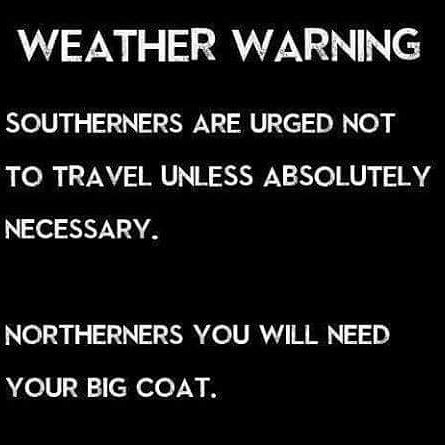 WEATHER WARNING
SOUTHERNERS ARE URGED NOT
TO TRAVEL UNLESS ABSOLUTELY
NECESSARY.
NORTHERNERS YOU WILL NEED
YOUR BIG COAT.